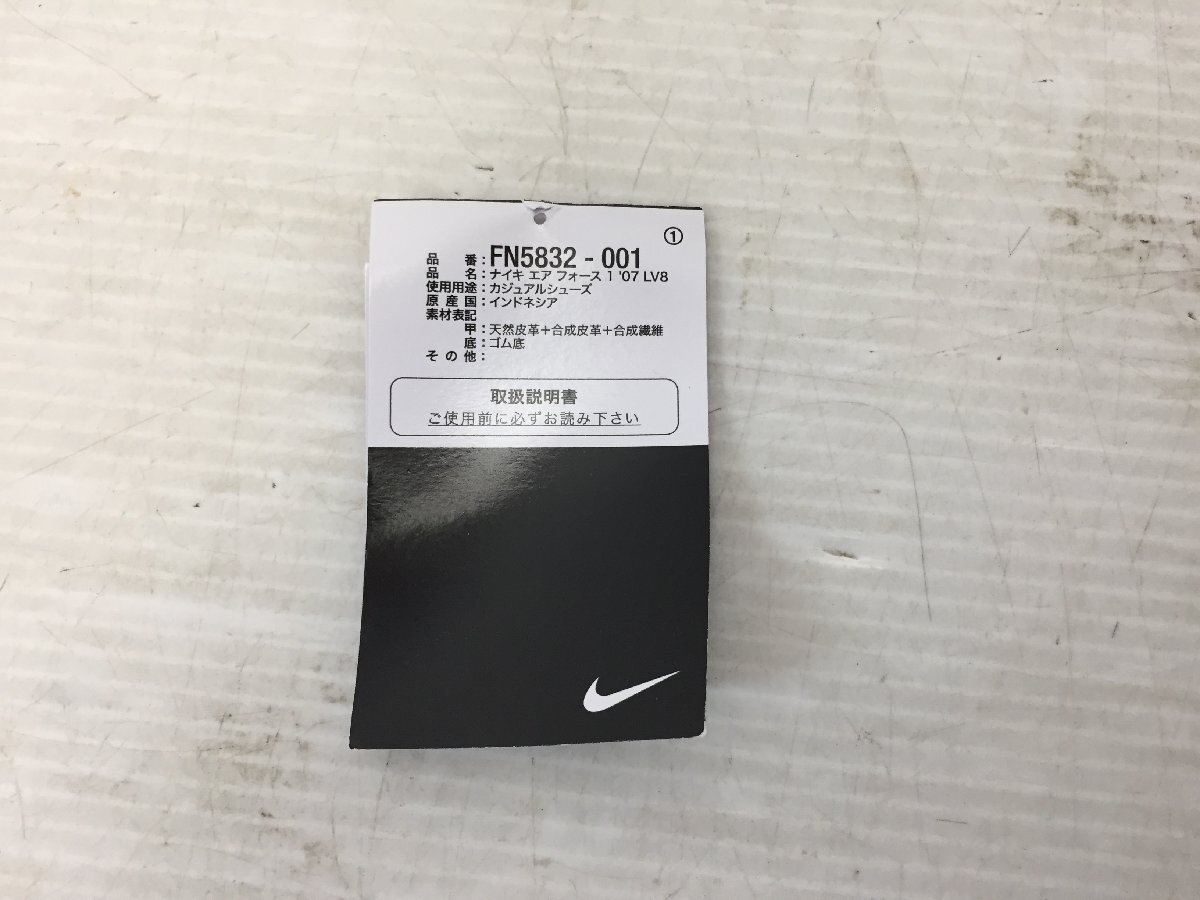 ①
品番：FN5832 - 001
品名：ナイキ エア フォース 1 '07 LV8
使用用途：カジュアルシューズ
原産国：インドネシア
素材表記
甲：天然皮革＋合成皮革＋合成繊維
底：ゴム底
その他：
取扱説明書
ご使用前に必ずお読み下さい